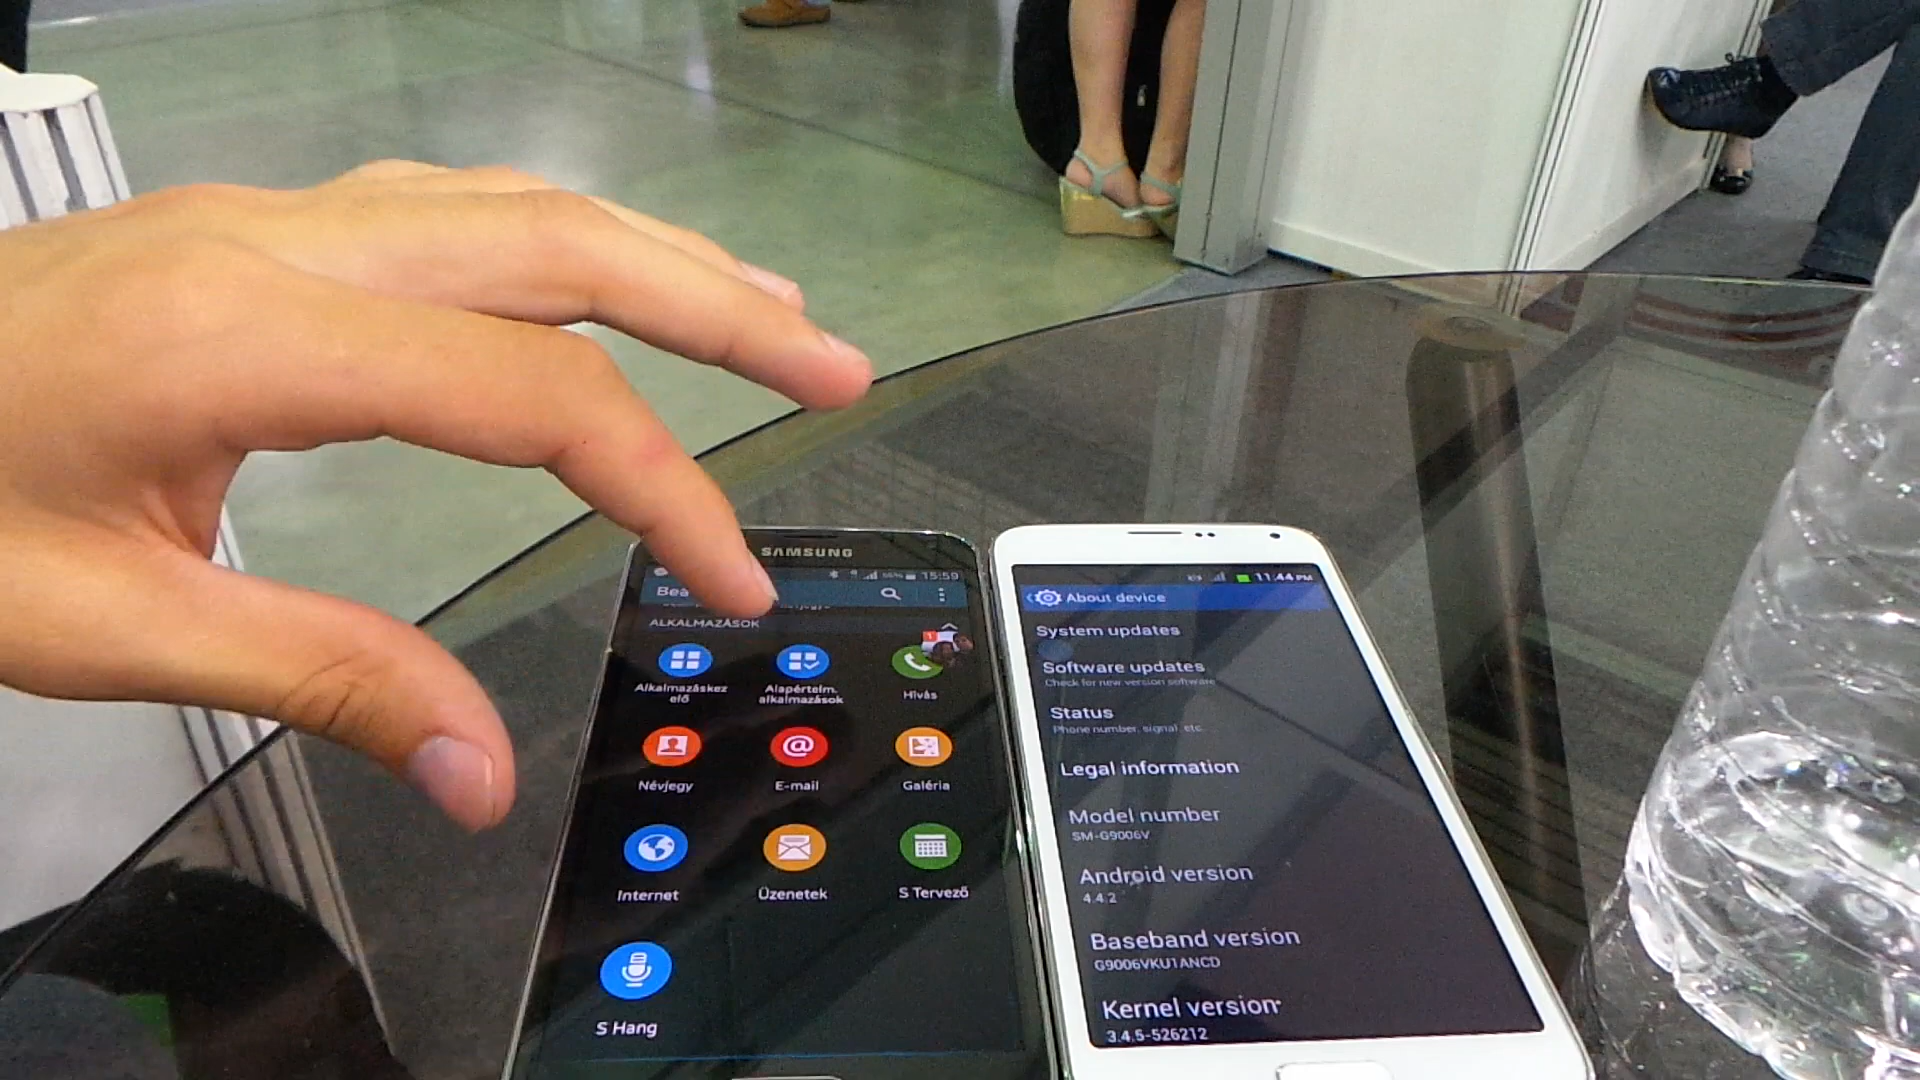 SAMSUNG
15:59
Bea
ALKALMAZÁSOK
1
Alkalmazáskez
elő
Alapértelm.
alkalmazások
Hívás
Névjegy
E-mail
Galéria
Internet
Üzenetek
S Tervező
S Hang
11:44 PM
About device
System updates
Software updates
Check for new version software
Status
Phone number, signal, etc.
Legal information
Model number
SM-G9006V
Android version
4.4.2
Baseband version
G9006VKU1ANCD
Kernel version
3.4.5-526212